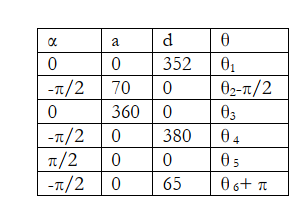 α a d θ
0 0 352 θ1
-π/2 70 0 θ2-π/2
0 360 0 θ3
-π/2 0 380 θ 4
π/2 0 0 θ 5
-π/2 0 65 θ 6+ π